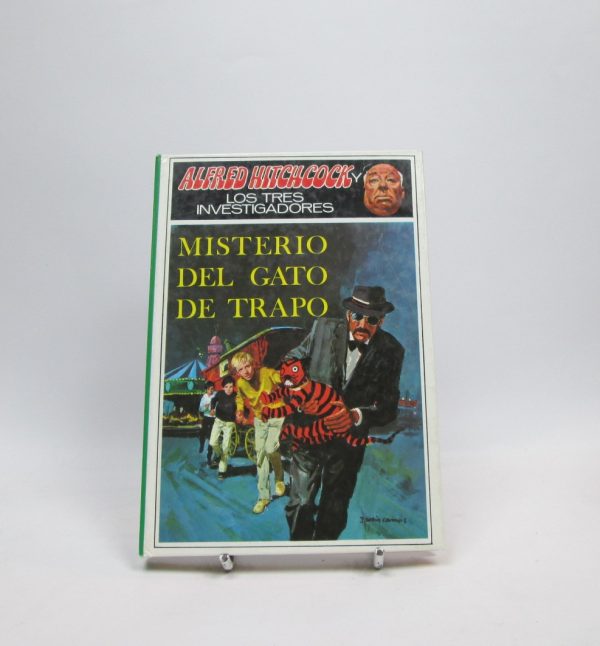 ALFRED HITCHCOCK Y
LOS TRES
INVESTIGADORES
MISTERIO
DEL GATO
DE TRAPO